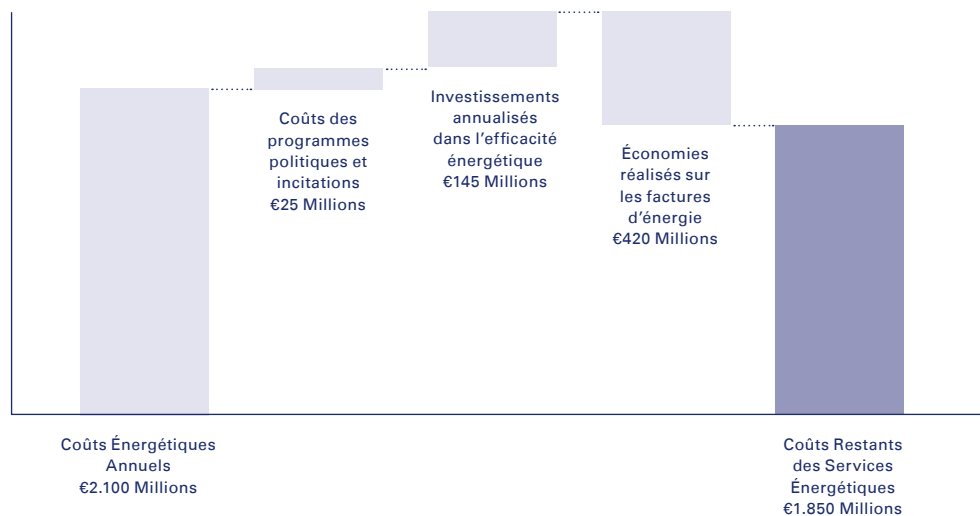 Coûts des
programmes
politiques et
incitations
€25 Millions
Investissements
annualisés
dans l'efficacité
énergétique
€145 Millions
Économies
réalisés sur
les factures
d'énergie
€420 Millions
Coûts Énergétiques
Annuels
€2.100 Millions
Coûts Restants
des Services
Énergétiques
€1.850 Millions